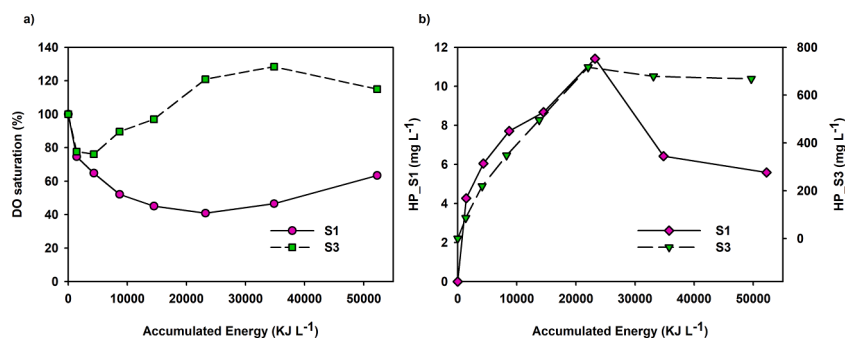 a)
140
120
100
80
60
40
20
0
DO saturation (%)
S1
S3
0 10000 20000 30000 40000 50000
Accumulated Energy (KJ L-1)
b)
12
10
8
6
4
2
0
HP_S1 (mg L-1)
800
600
400
200
0
HP_S3 (mg L-1)
S1
S3
0 10000 20000 30000 40000 50000
Accumulated Energy (KJ L-1)